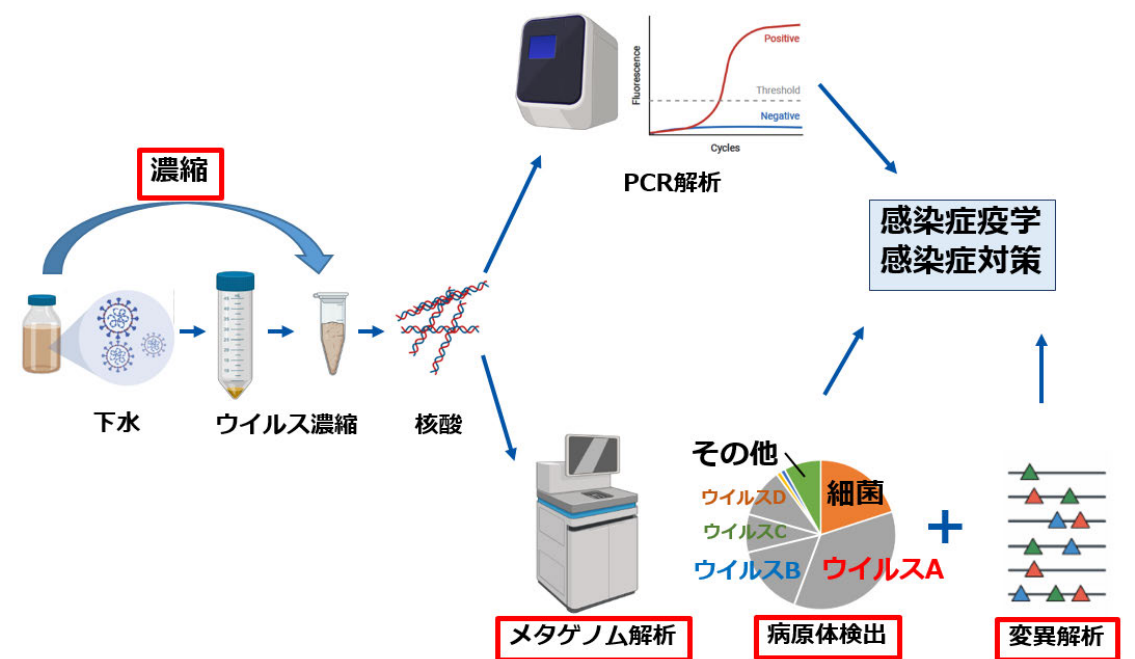 Fluorescence
Positive
Threshold
Negative
Cycles
PCR解析
濃縮
感染症疫学
感染症対策
下水
ウイルス濃縮
核酸
その他
細菌
ウイルスD
ウイルスC
ウイルスB
ウイルスA
+
メタゲノム解析
病原体検出
変異解析